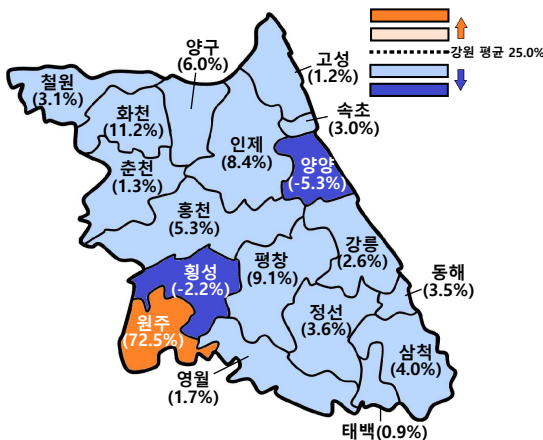 강원 평균 25.0%
양구
(6.0%)
고성
(1.2%)
철원
(3.1%)
화천
(11.2%)
속초
(3.0%)
인제
(8.4%)
양양
(-5.3%)
춘천
(1.3%)
홍천
(5.3%)
강릉
(2.6%)
평창
(9.1%)
동해
(3.5%)
횡성
(-2.2%)
정선
(3.6%)
원주
(72.5%)
삼척
(4.0%)
영월
(1.7%)
태백(0.9%)